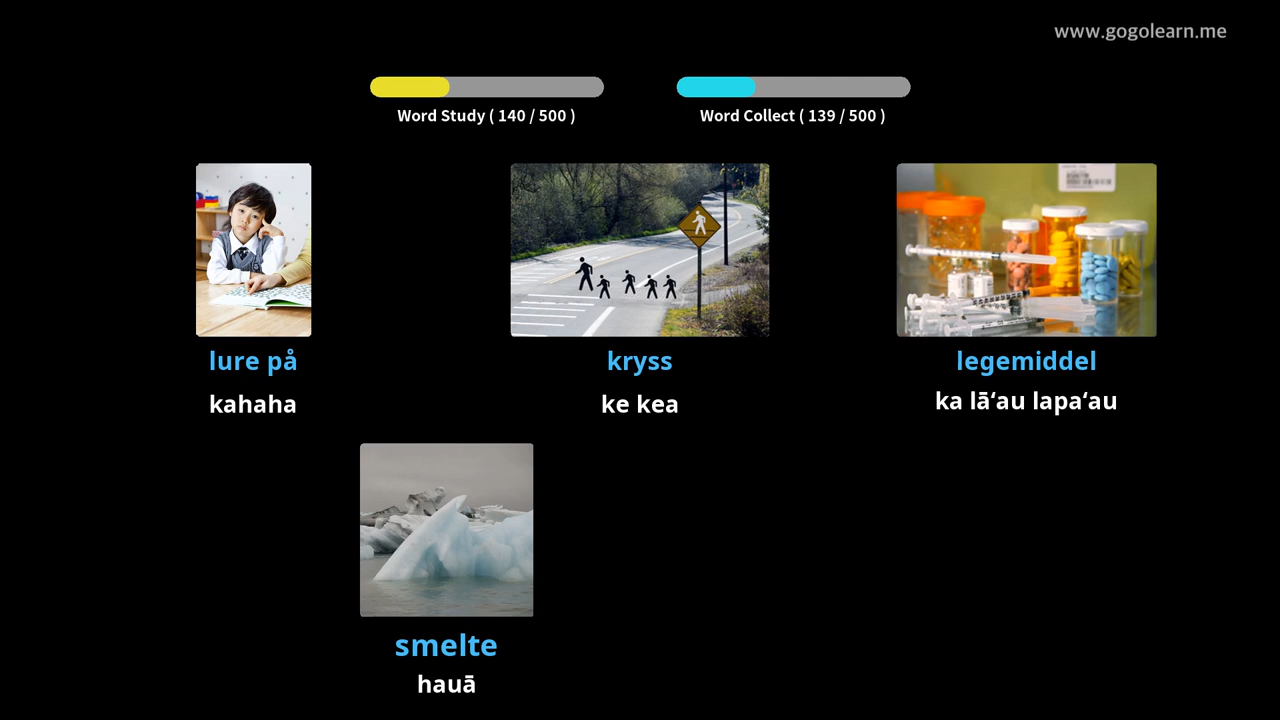 www.gogolearn.me
Word Study ( 140 / 500 )
Word Collect ( 139 / 500 )
lure på
kahaha
kryss
ke kea
legemiddel
ka lāʻau lapaʻau
smelte
hauā